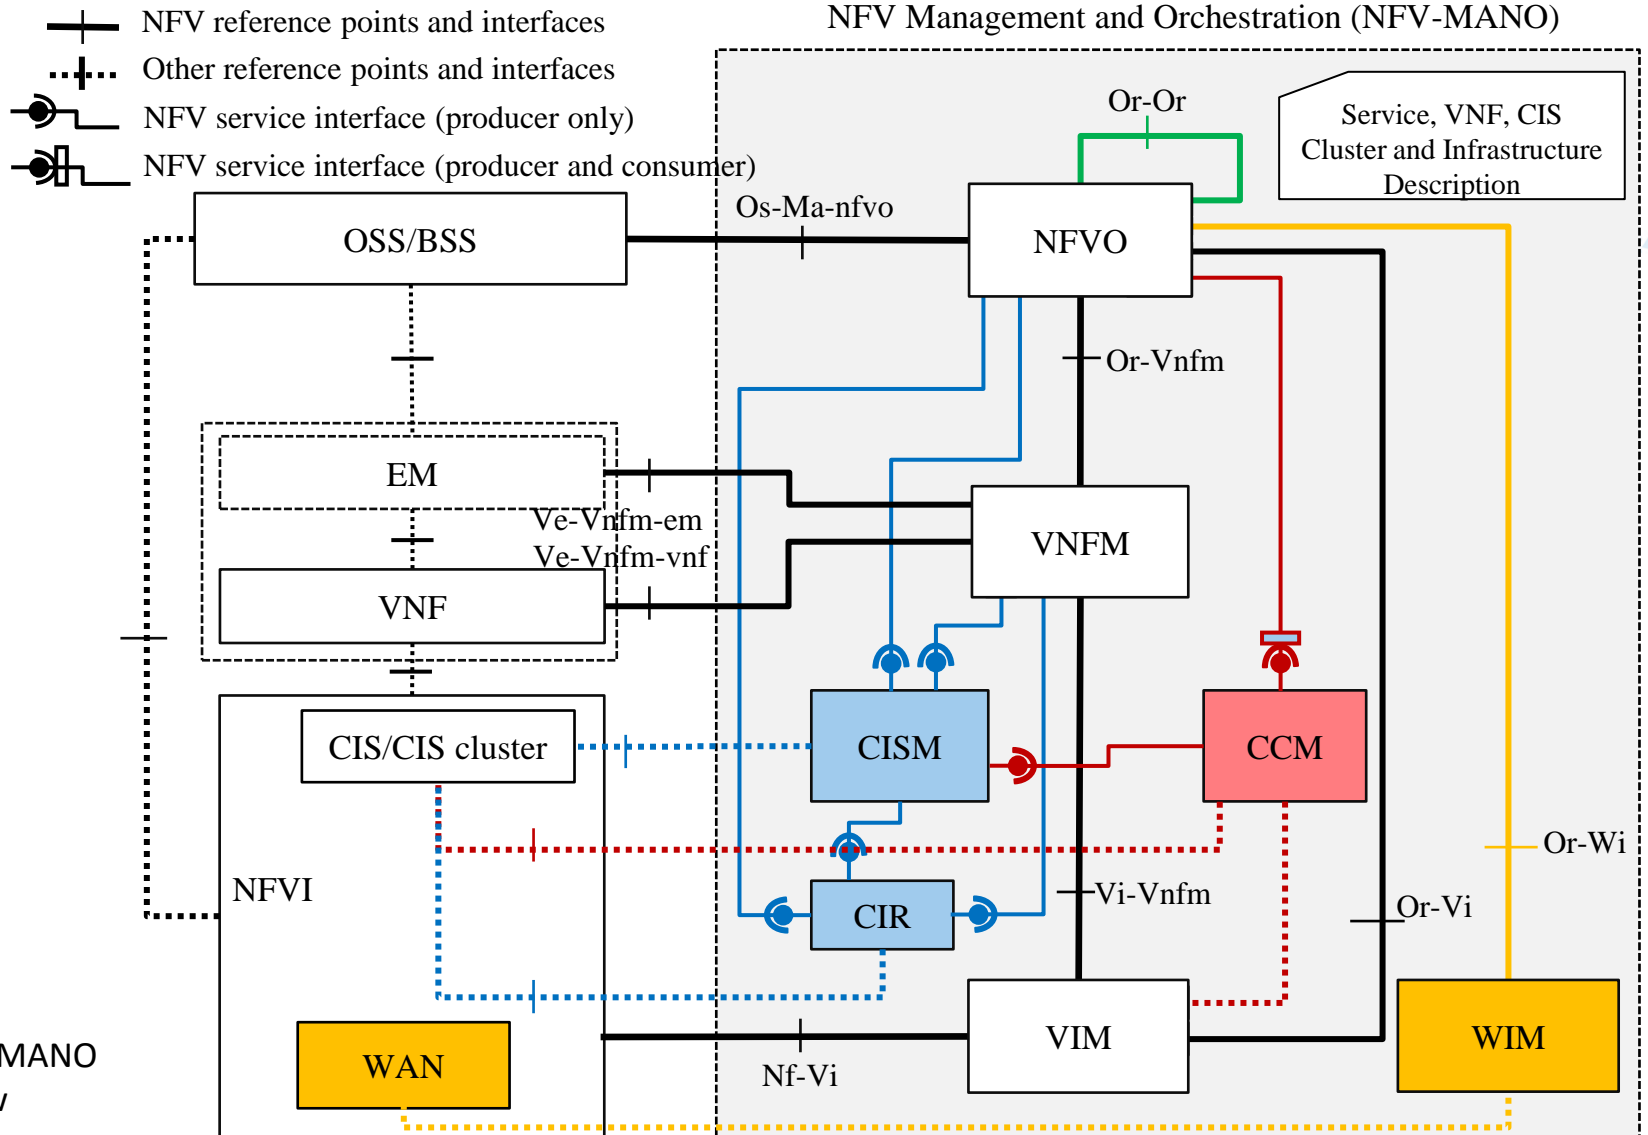 NFV reference points and interfaces
Other reference points and interfaces
NFV service interface (producer only)
NFV service interface (producer and consumer)
NFV Management and Orchestration (NFV-MANO)
Or-Or
Service, VNF, CIS
Cluster and Infrastructure
Description
OSS/BSS
Os-Ma-nfvo
NFVO
Or-Vnfm
EM
Ve-Vnfm-em
Ve-Vnfm-vnf
VNFM
VNF
CIS/CIS cluster
CISM
CCM
NFVI
CIR
Vi-Vnfm
Or-Vi
Or-Wi
WAN
Nf-Vi
VIM
WIM
MANO